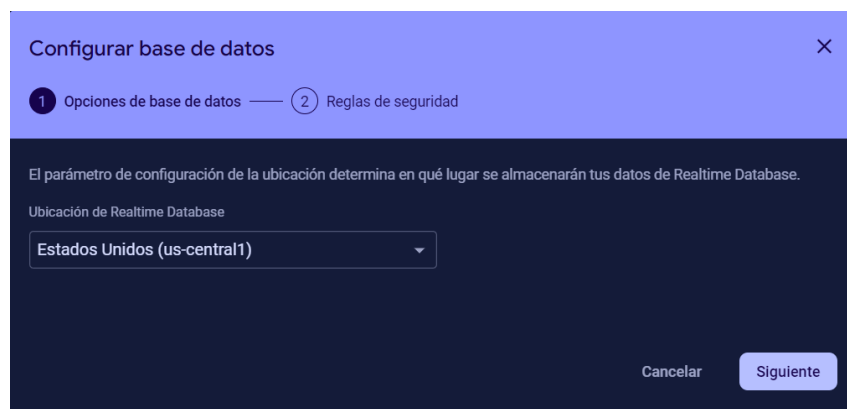 Configurar base de datos
1 Opciones de base de datos 2 Reglas de seguridad
El parámetro de configuración de la ubicación determina en qué lugar se almacenarán tus datos de Realtime Database.
Ubicación de Realtime Database
Estados Unidos (us-central1)
Cancelar Siguiente